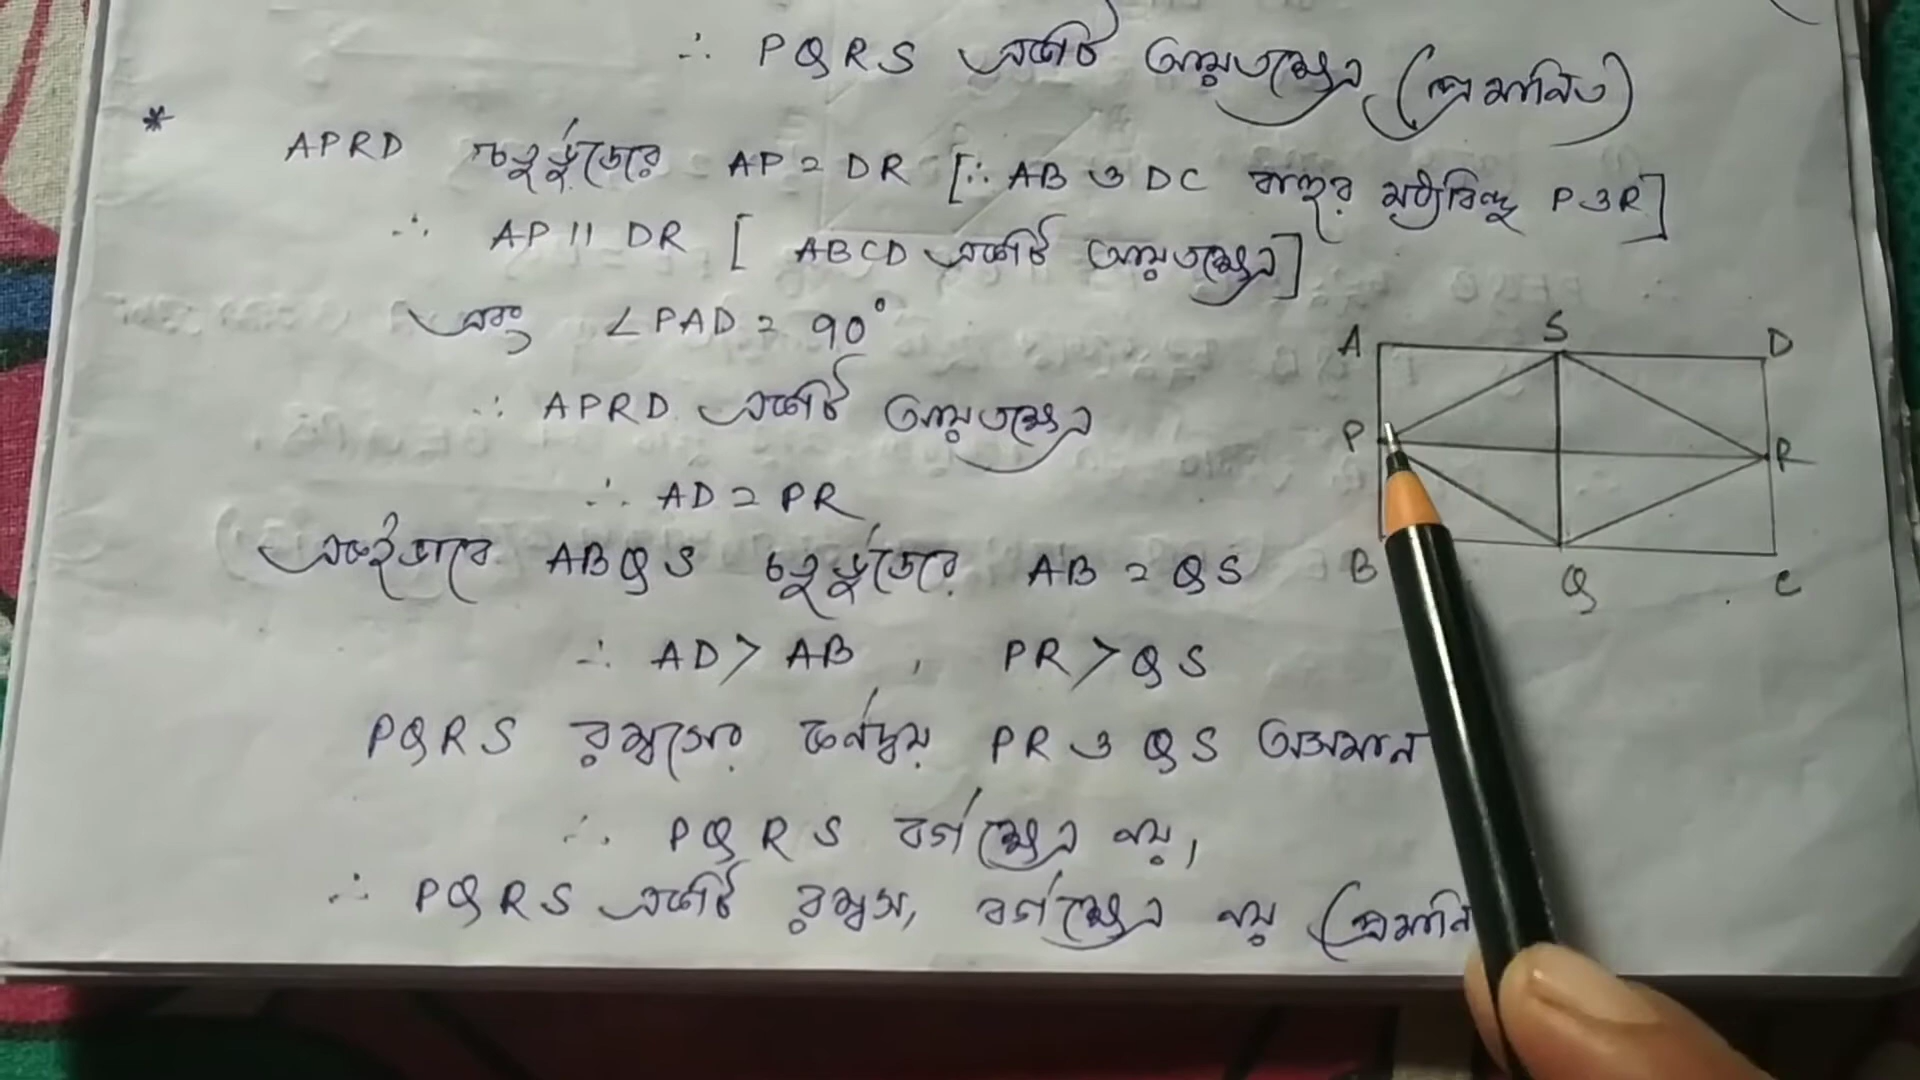 ∴ PQRS একটি আয়তক্ষেত্র (প্রমানিত)
*
APRD চতুর্ভুজের AP = DR [∴ AB ও DC বাহুর মধ্যবিন্দু P ও R]
∴ AP || DR [ ABCD একটি আয়তক্ষেত্র]
এবং ∠PAD = 90°
∴ APRD একটি আয়তক্ষেত্র
∴ AD = PR
একইভাবে ABQS চতুর্ভুজের AB = QS
∴ AD > AB , PR > QS
PQRS রম্বসের কর্নদ্বয় PR ও QS অসমান
∴ PQRS বর্গক্ষেত্র নয়,
∴ PQRS একটি রম্বস, বর্গক্ষেত্র নয় (প্রমানি
A S D
P R
B Q C